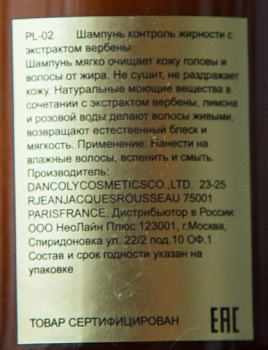 PL-02 Шампунь контроль жирности с
экстрактом вербены
Шампунь мягко очищает кожу головы и
волосы от жира. Не сушит, не раздражает
кожу. Натуральные моющие вещества в
сочетании с экстрактом вербены, лимона
и розовой воды делают волосы живыми,
возвращают естественный блеск и
мягкость. Применение: Нанести на
влажные волосы, вспенить и смыть.
Производитель:
DANCOLYCOSMETICSCO.,LTD. 23-25
RJEANJACQUESROUSSEAU 75001
PARISFRANCE. Дистрибьютор в России:
ООО НеоЛайн Плюс 123001, г.Москва,
Спиридоновка ул. 22/2 под.10 ОФ.1
Состав и срок годности указан на
упаковке
ТОВАР СЕРТИФИЦИРОВАН EAC